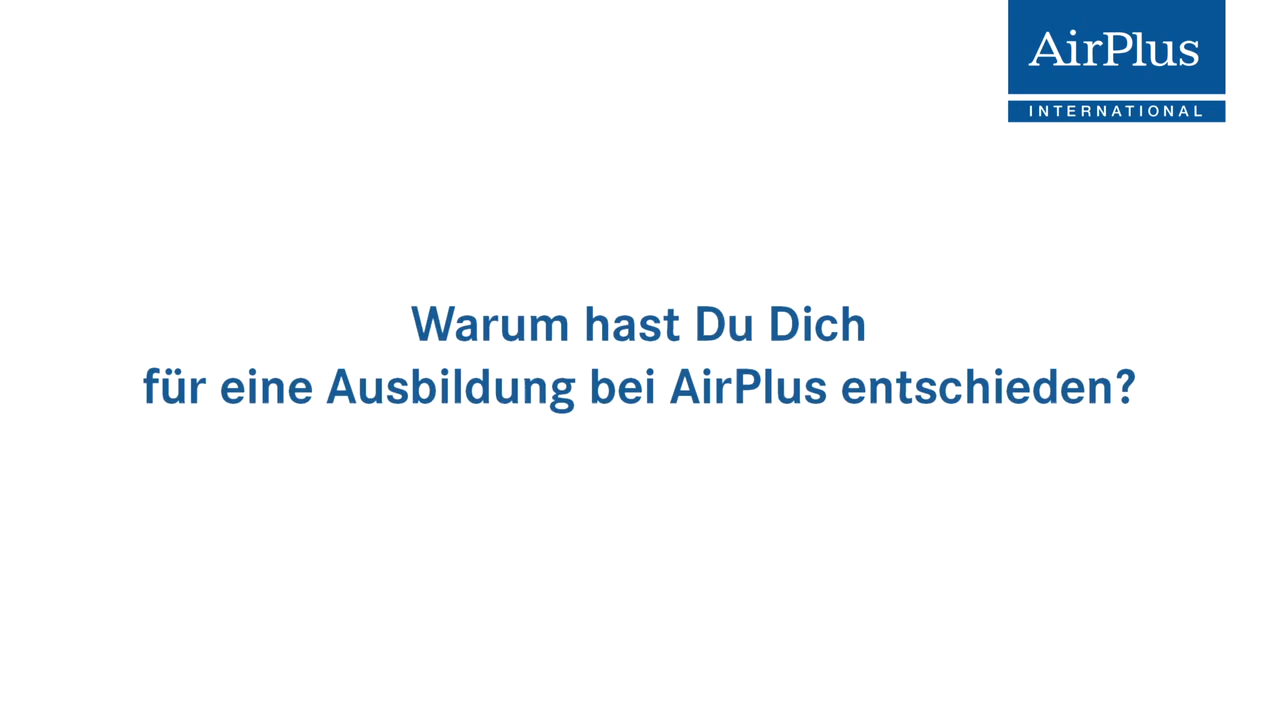 AirPlus
INTERNATIONAL
Warum hast Du Dich
für eine Ausbildung bei AirPlus entschieden?